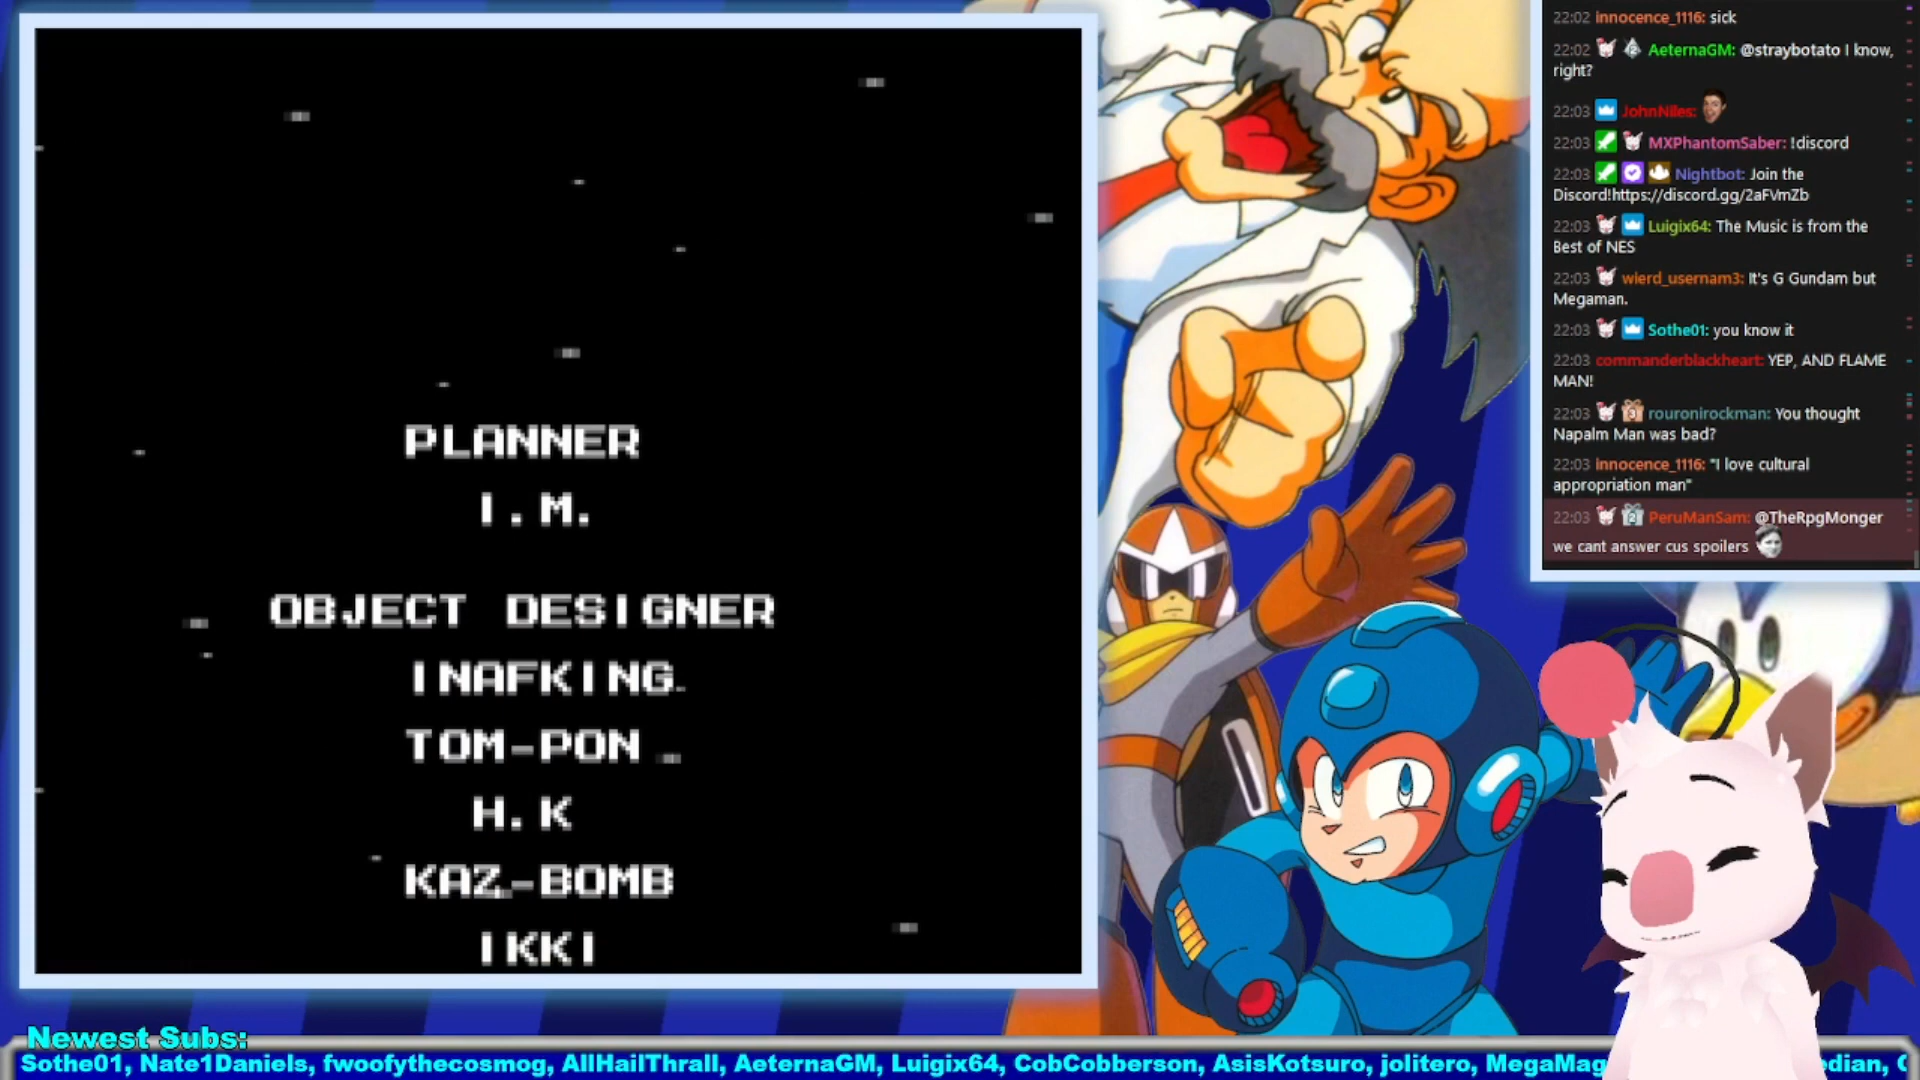 PLANNER
I.M.
OBJECT DESIGNER
INAFKING
TOM-PON
H.K
KAZ-BOMB
IKKI
22:02 innocence_1116: sick
22:02 AeternaGM: @straybotato I know,
right?
22:03 JohnNiles:
22:03 MXPhantomSaber: !discord
22:03 Nightbot: Join the
Discord!https://discord.gg/2aFVmZb
22:03 Luigix64: The Music is from the
Best of NES
22:03 wierd_usernam3: It's G Gundam but
Megaman.
22:03 Sothe01: you know it
22:03 commanderblackheart: YEP, AND FLAME
MAN!
22:03 rouronirockman: You thought
Napalm Man was bad?
22:03 innocence_1116: "I love cultural
appropriation man"
22:03 PeruManSam: @TheRpgMonger
we cant answer cus spoilers
Newest Subs:
Sothe01, Nate1Daniels, fwoofythecosmog, AllHailThrall, AeternaGM, Luigix64, CobCobberson, AsisKotsuro, jolitero,